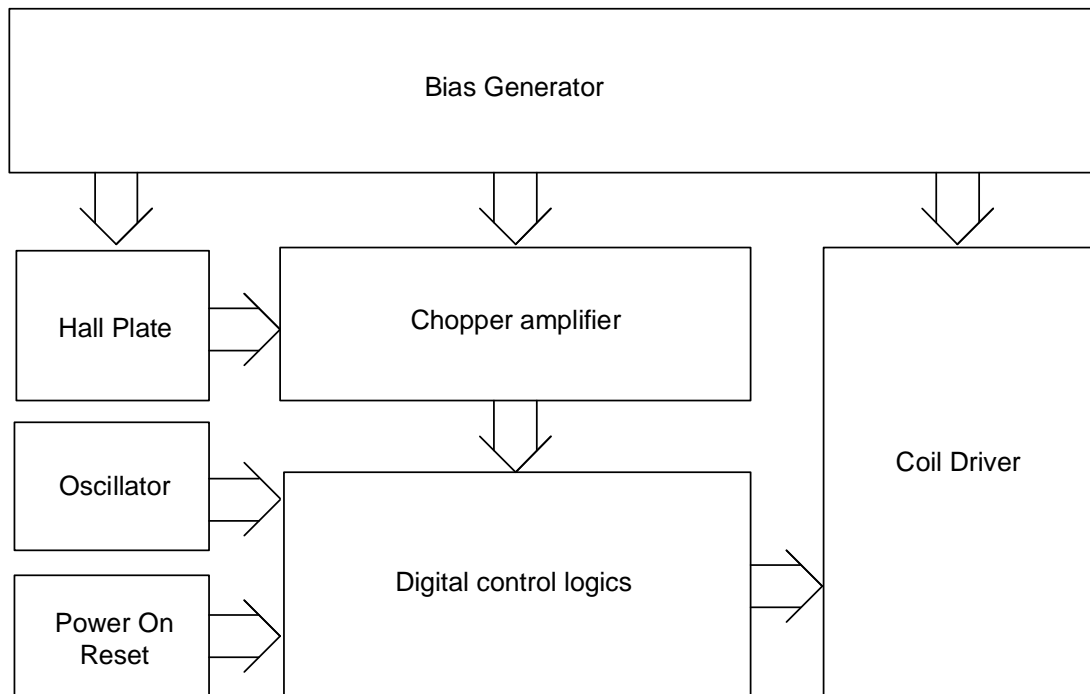 Bias Generator
Hall Plate
Chopper amplifier
Oscillator
Coil Driver
Digital control logics
Power On
Reset